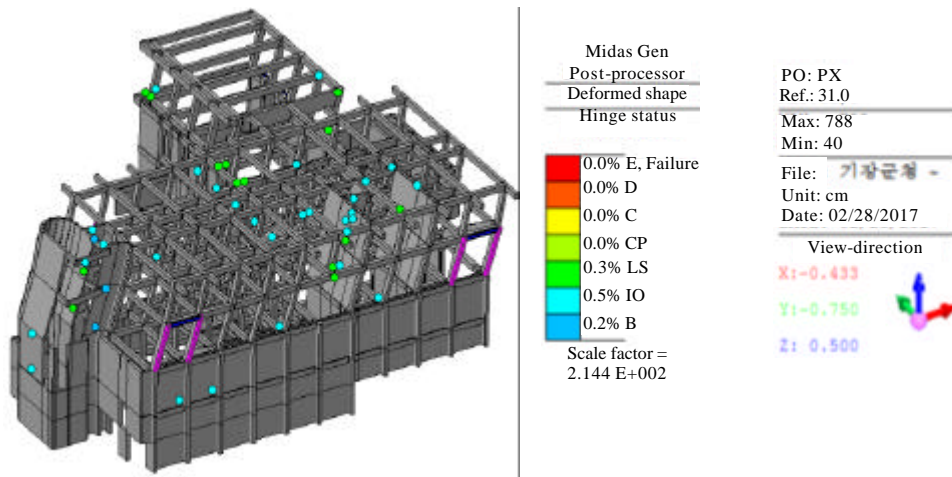 Midas Gen
Post-processor
Deformed shape
Hinge status
0.0% E, Failure
0.0% D
0.0% C
0.0% CP
0.3% LS
0.5% IO
0.2% B
Scale factor =
2.144 E+002
PO: PX
Ref.: 31.0
Max: 788
Min: 40
File: 기장군청 -
Unit: cm
Date: 02/28/2017
View-direction
X:-0.433
Y:-0.750
Z: 0.500